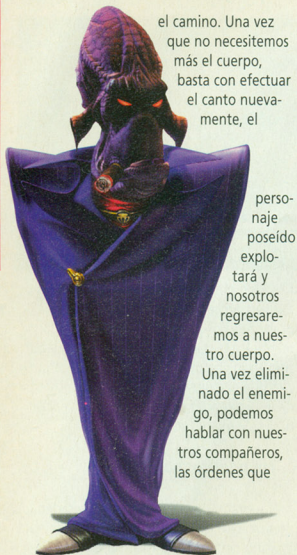 el camino. Una vez
que no necesitemos
más el cuerpo,
basta con efectuar
el canto nueva-
mente, el
perso-
naje
poseído
explo-
tará y
nosotros
regresare-
mos a nues-
tro cuerpo.
Una vez elimi-
nado el enemi-
go, podemos
hablar con nues-
tros compañeros,
las órdenes que